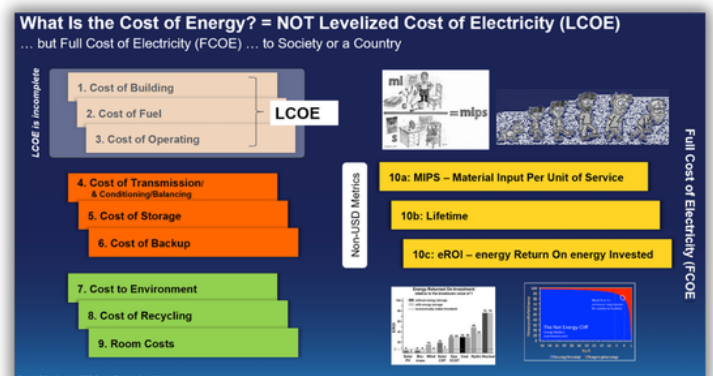 What Is the Cost of Energy? = NOT Levelized Cost of Electricity (LCOE)
… but Full Cost of Electricity (FCOE) … to Society or a Country
LCOE is incomplete
1. Cost of Building
2. Cost of Fuel
3. Cost of Operating
LCOE
4. Cost of Transmission/
& Conditioning/Balancing
5. Cost of Storage
6. Cost of Backup
7. Cost to Environment
8. Cost of Recycling
9. Room Costs
Non-USD Metrics
mi
S
=mips
10a: MIPS – Material Input Per Unit of Service
10b: Lifetime
10c: eROI – energy Return On energy Invested
Full Cost of Electricity (FCOE
Energy Returned On Investment
The Net Energy Cliff